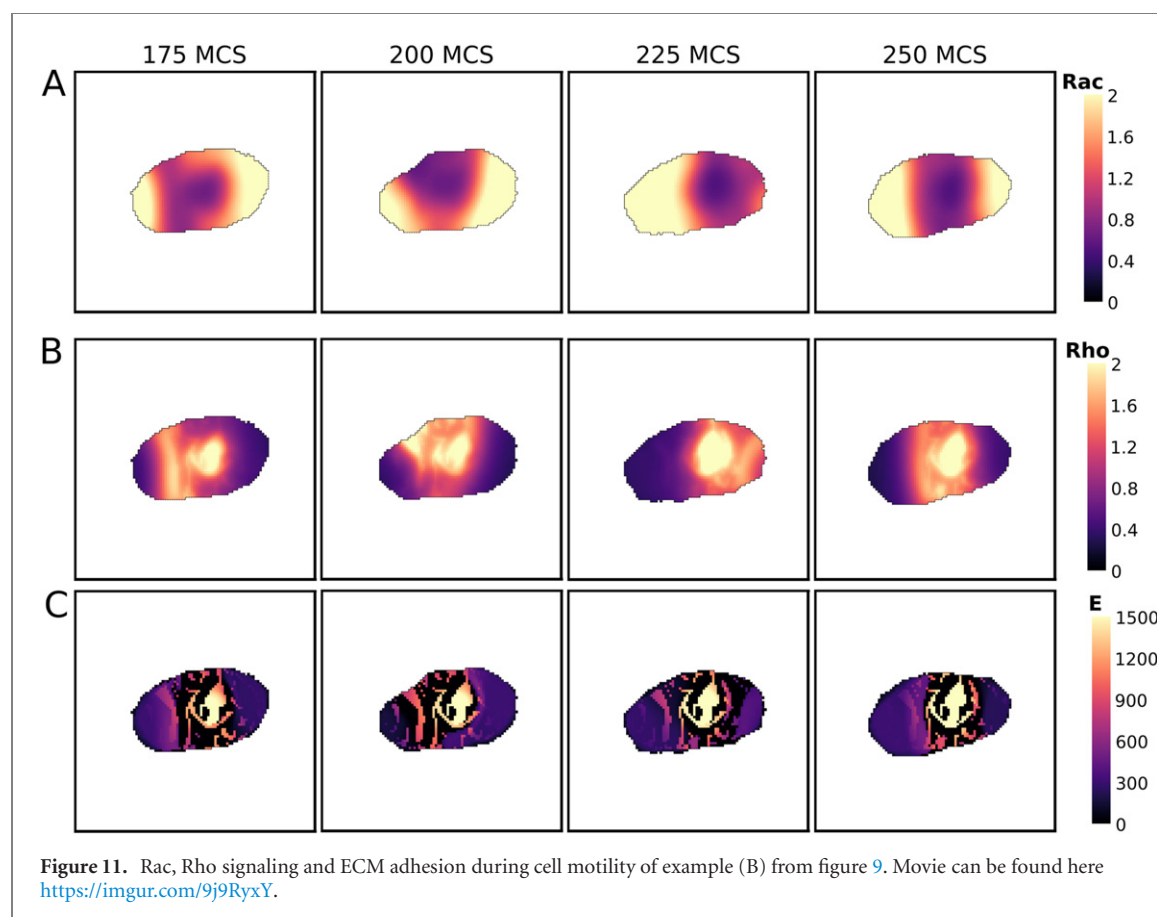 175 MCS 200 MCS 225 MCS 250 MCS
A
Rac
2
1.6
1.2
0.8
0.4
0
B
Rho
2
1.6
1.2
0.8
0.4
0
C
E
1500
1200
900
600
300
0
Figure 11. Rac, Rho signaling and ECM adhesion during cell motility of example (B) from figure 9. Movie can be found here
https://imgur.com/9j9RyxY.